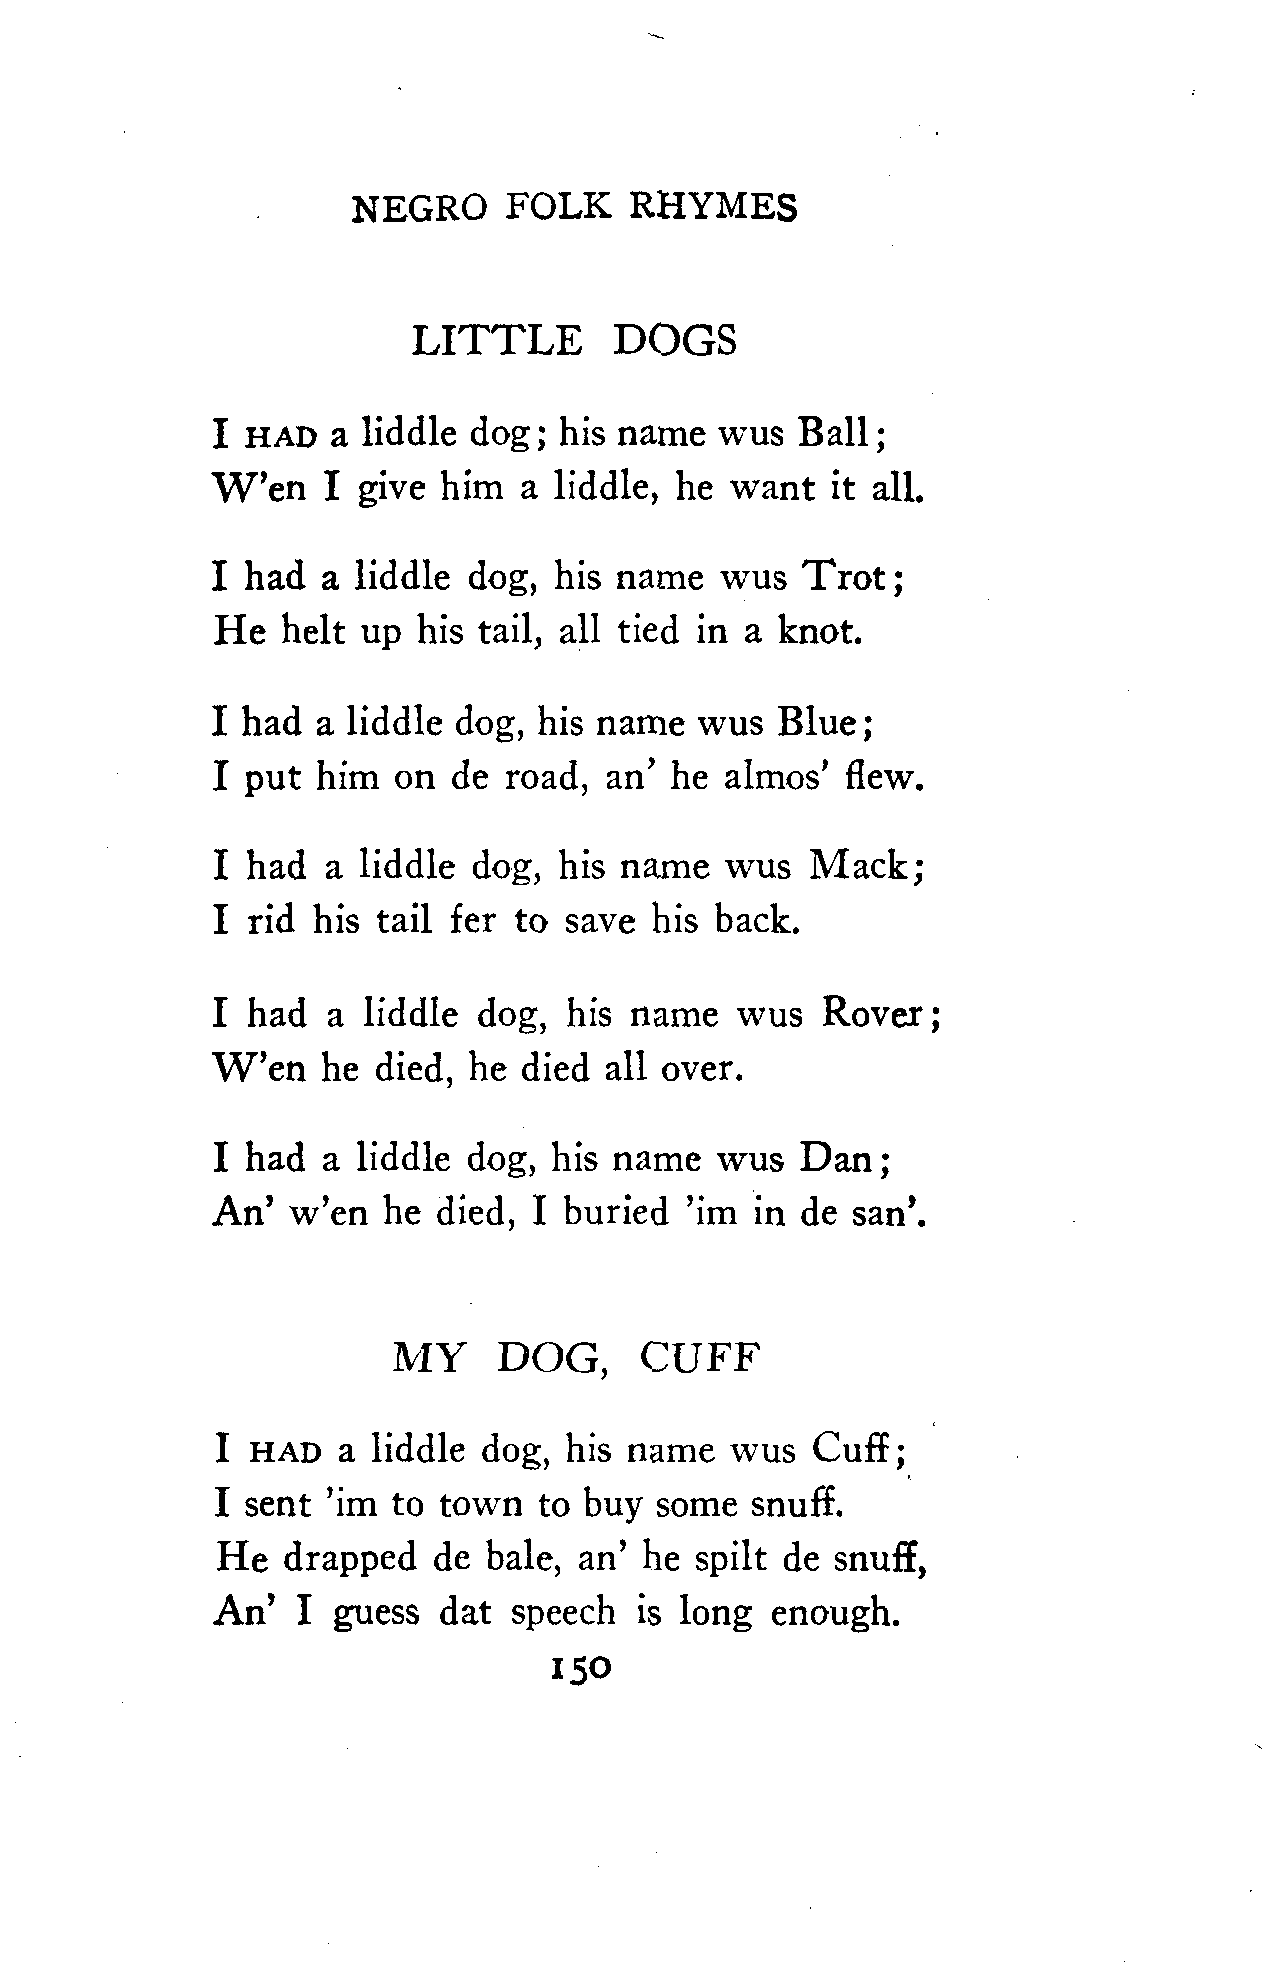 NEGRO FOLK RHYMES
LITTLE DOGS
I HAD a liddle dog; his name wus Ball;
W'en I give him a liddle, he want it all.
I had a liddle dog, his name wus Trot;
He helt up his tail, all tied in a knot.
I had a liddle dog, his name wus Blue;
I put him on de road, an' he almos' flew.
I had a liddle dog, his name wus Mack;
I rid his tail fer to save his back.
I had a liddle dog, his name wus Rover;
W'en he died, he died all over.
I had a liddle dog, his name wus Dan;
An' w'en he died, I buried 'im in de san'.
MY DOG, CUFF
I HAD a liddle dog, his name wus Cuff;
I sent 'im to town to buy some snuff.
He drapped de bale, an' he spilt de snuff,
An' I guess dat speech is long enough.
150